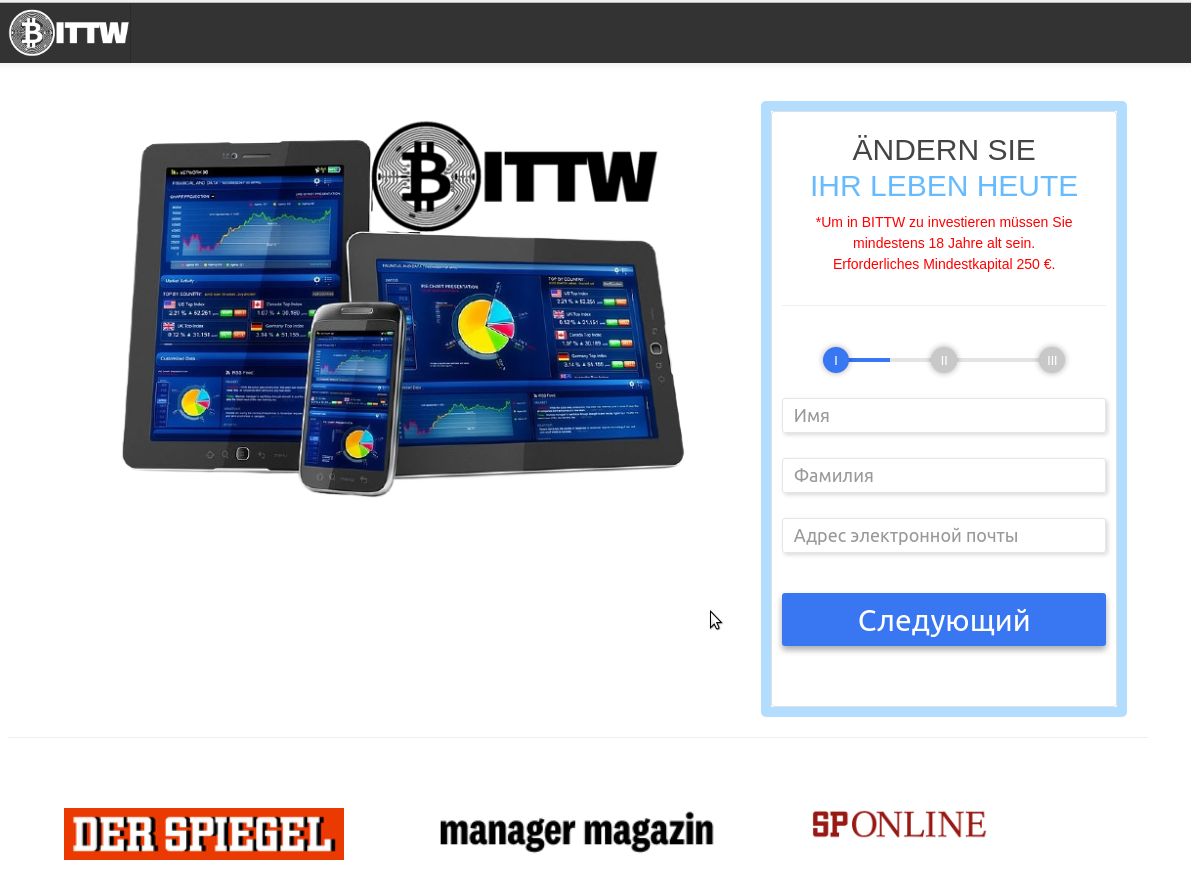 BITTW
BITTW
ÄNDERN SIE
IHR LEBEN HEUTE
*Um in BITTW zu investieren müssen Sie
mindestens 18 Jahre alt sein.
Erforderliches Mindestkapital 250 €.
I II III
Имя
Фамилия
Адрес электронной почты
Следующий
DER SPIEGEL
manager magazin
SPONLINE